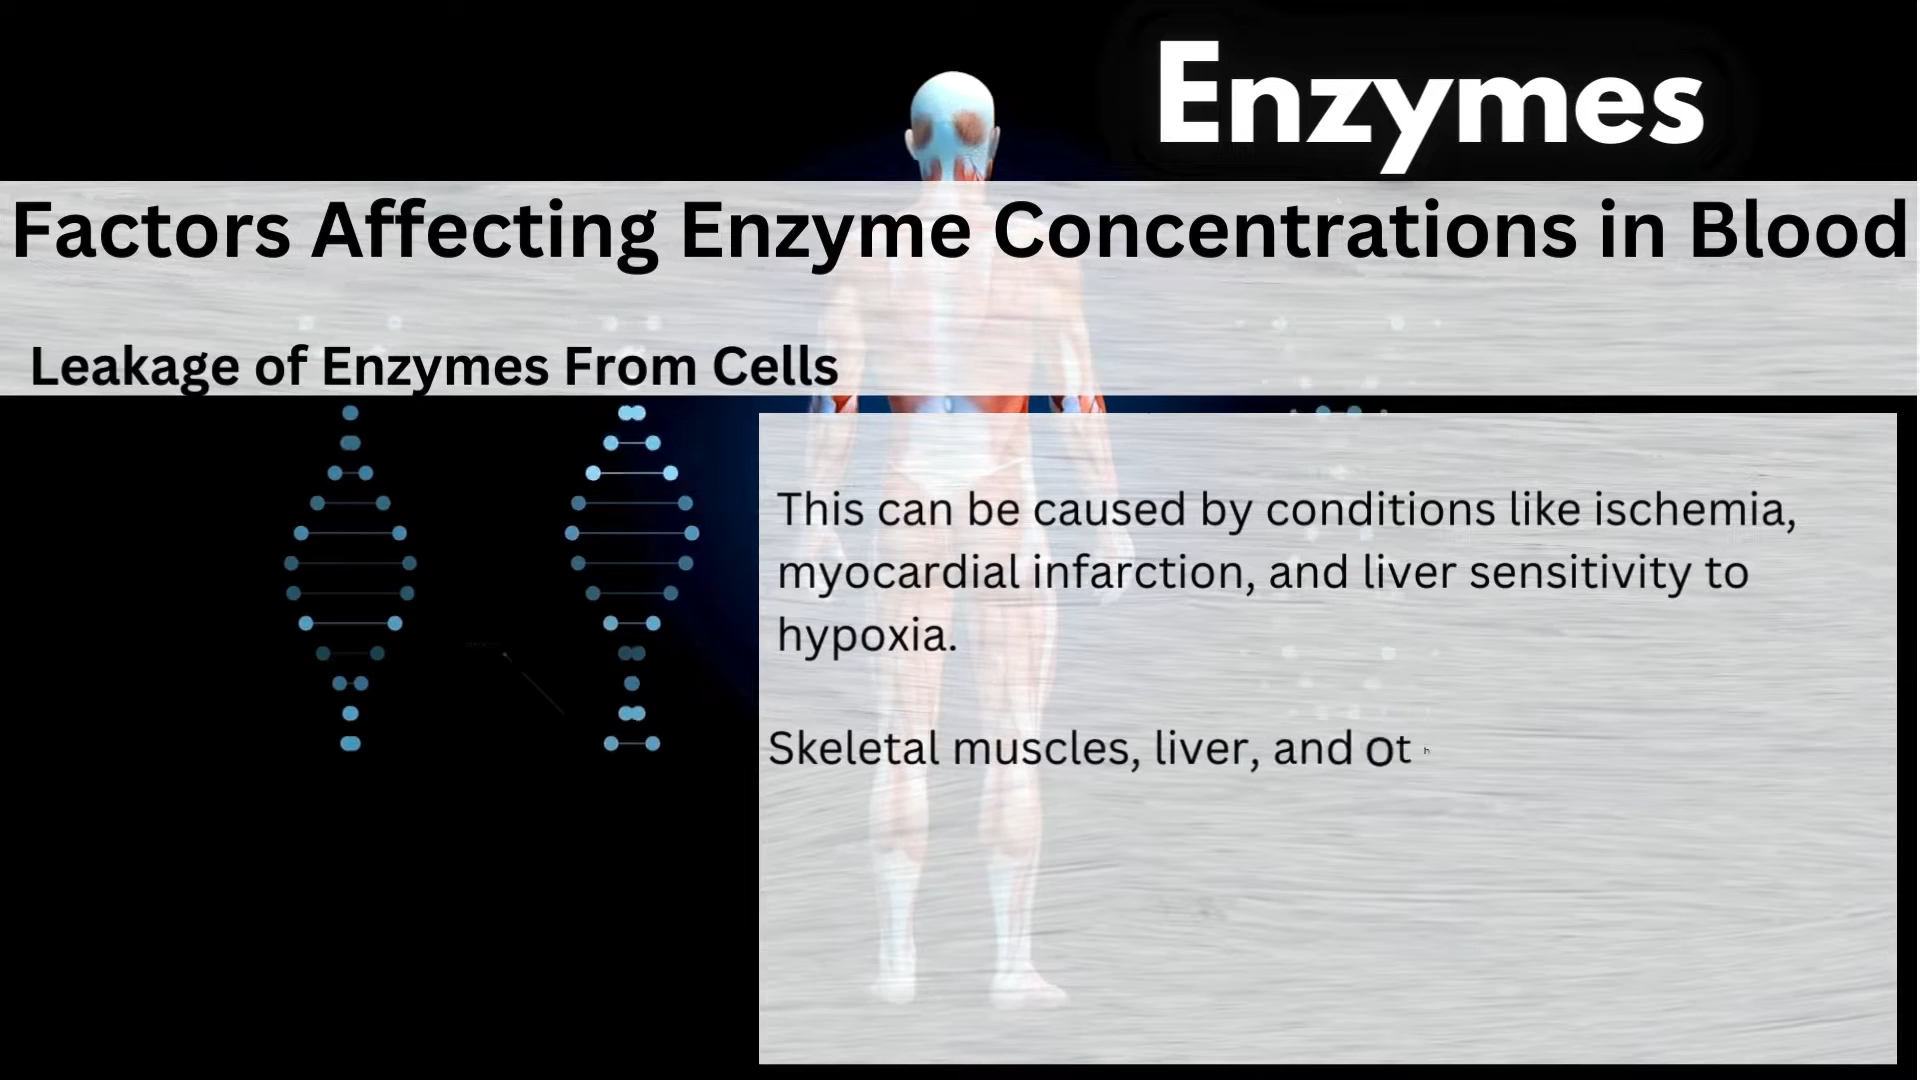 Enzymes
Factors Affecting Enzyme Concentrations in Blood
Leakage of Enzymes From Cells
This can be caused by conditions like ischemia,
myocardial infarction, and liver sensitivity to
hypoxia.
Skeletal muscles, liver, and oth